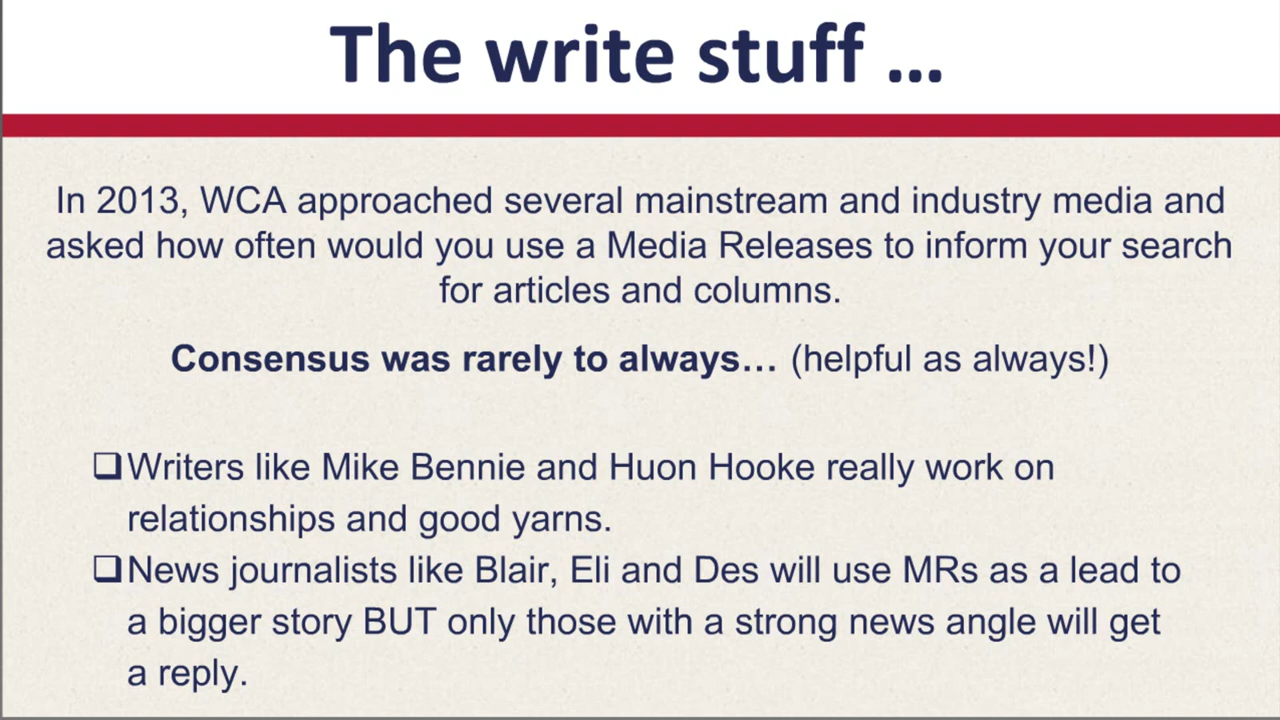 The write stuff ...
In 2013, WCA approached several mainstream and industry media and
asked how often would you use a Media Releases to inform your search
for articles and columns.
Consensus was rarely to always... (helpful as always!)
❑Writers like Mike Bennie and Huon Hooke really work on
relationships and good yarns.
❑News journalists like Blair, Eli and Des will use MRs as a lead to
a bigger story BUT only those with a strong news angle will get
a reply.